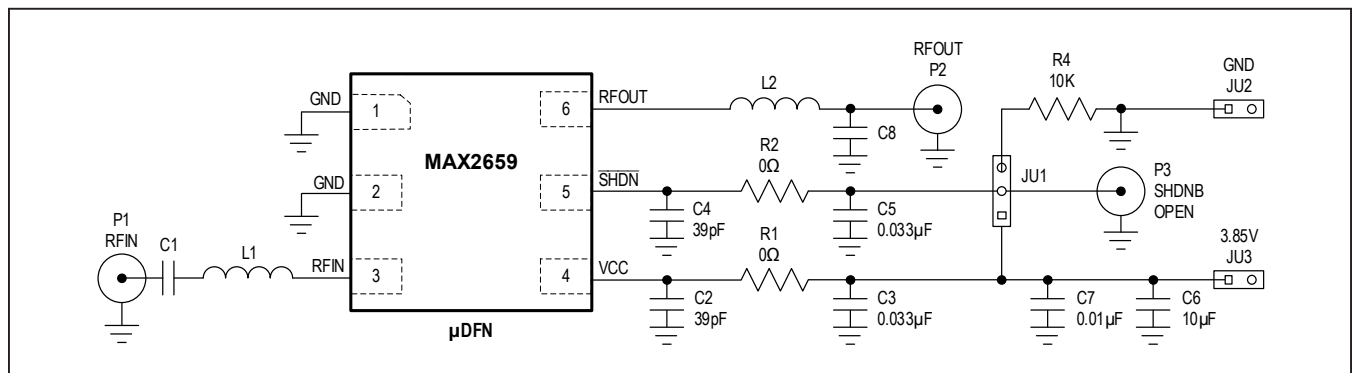 GND
1
GND
2
P1
RFIN
C1
L1
RFIN
3
MAX2659
µDFN
6
RFOUT
5
SHDN
4
VCC
L2
C8
RFOUT
P2
R2
0Ω
C4
39pF
C5
0.033µF
R1
0Ω
C2
39pF
C3
0.033µF
R4
10K
GND
JU2
JU1
P3
SHDNB
OPEN
3.85V
JU3
C7
0.01µF
C6
10µF